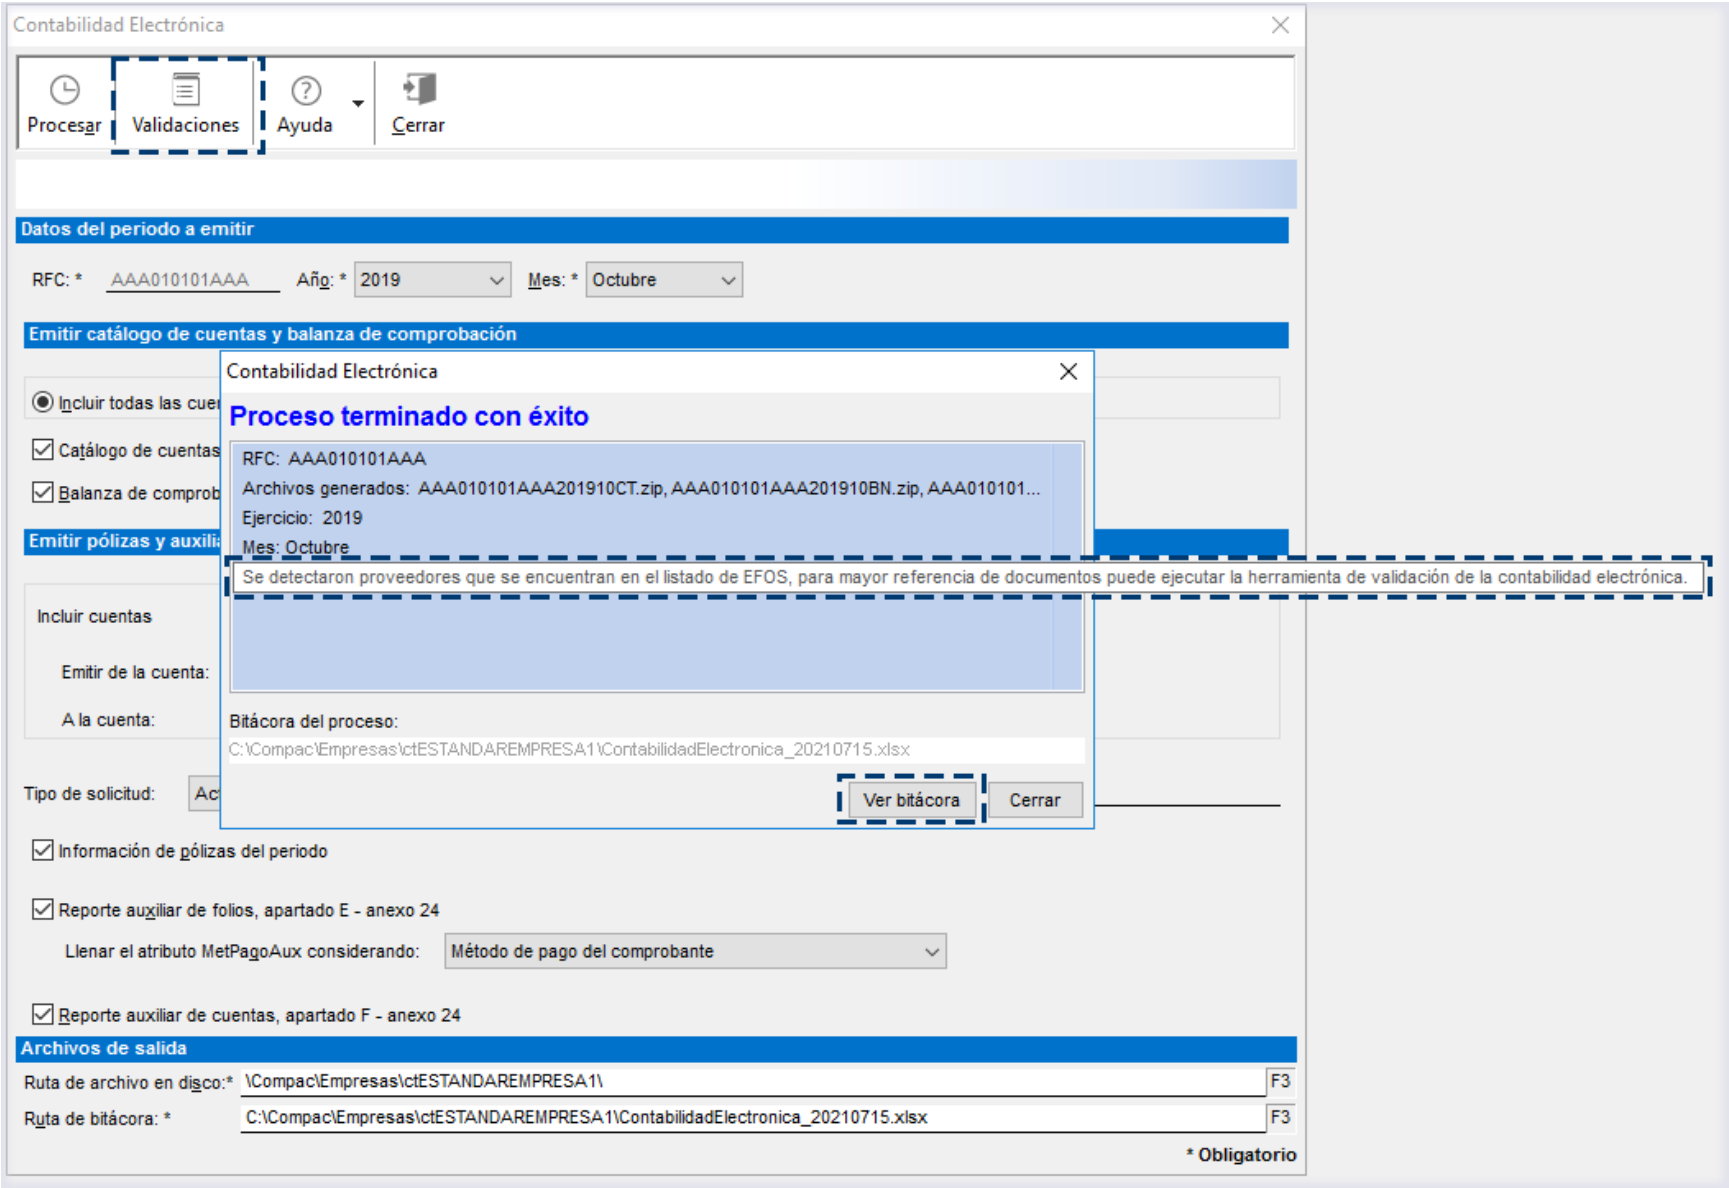 Contabilidad Electrónica
Procesar Validaciones Ayuda Cerrar
Datos del periodo a emitir
RFC: * AAA010101AAA Año: * 2019 Mes: * Octubre
Emitir catálogo de cuentas y balanza de comprobación
Contabilidad Electrónica
Incluir todas las cuer
Proceso terminado con éxito
Catálogo de cuentas
RFC: AAA010101AAA
Archivos generados: AAA010101AAA201910CT.zip, AAA010101AAA201910BN.zip, AAA010101...
Balanza de comprob
Ejercicio: 2019
Emitir pólizas y auxilia
Mes: Octubre
Se detectaron proveedores que se encuentran en el listado de EFOS, para mayor referencia de documentos puede ejecutar la herramienta de validación de la contabilidad electrónica.
Incluir cuentas
Emitir de la cuenta:
A la cuenta:
Bitácora del proceso:
C:\Compac\Empresas\ctESTANDAREMPRESA1\ContabilidadElectronica_20210715.xlsx
Tipo de solicitud: Act
Ver bitácora Cerrar
Información de pólizas del periodo
Reporte auxiliar de folios, apartado E - anexo 24
Llenar el atributo MetPagoAux considerando: Método de pago del comprobante
Reporte auxiliar de cuentas, apartado F - anexo 24
Archivos de salida
Ruta de archivo en disco:* \Compac\Empresas\ctESTANDAREMPRESA1\ F3
Ruta de bitácora: * C:\Compac\Empresas\ctESTANDAREMPRESA1\ContabilidadElectronica_20210715.xlsx F3
* Obligatorio